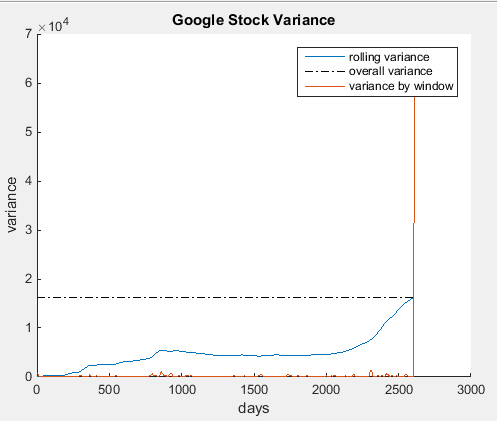 Google Stock Variance
×10⁴
7
6
5
4
3
2
1
0
variance
rolling variance
overall variance
variance by window
0 500 1000 1500 2000 2500 3000
days